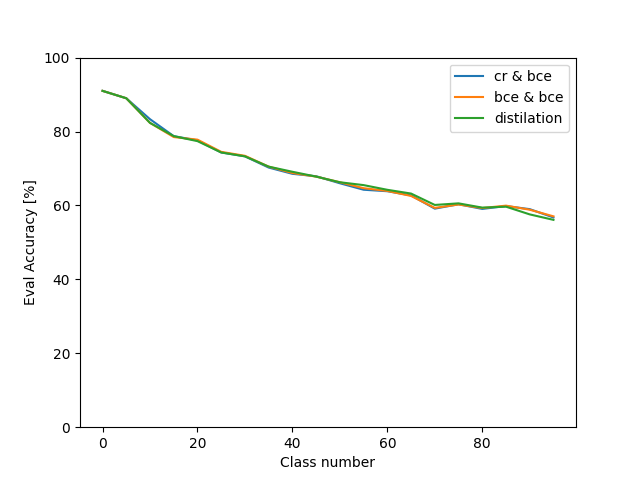 100
80
60
40
20
0
Eval Accuracy [%]
cr & bce
bce & bce
distilation
0 20 40 60 80
Class number